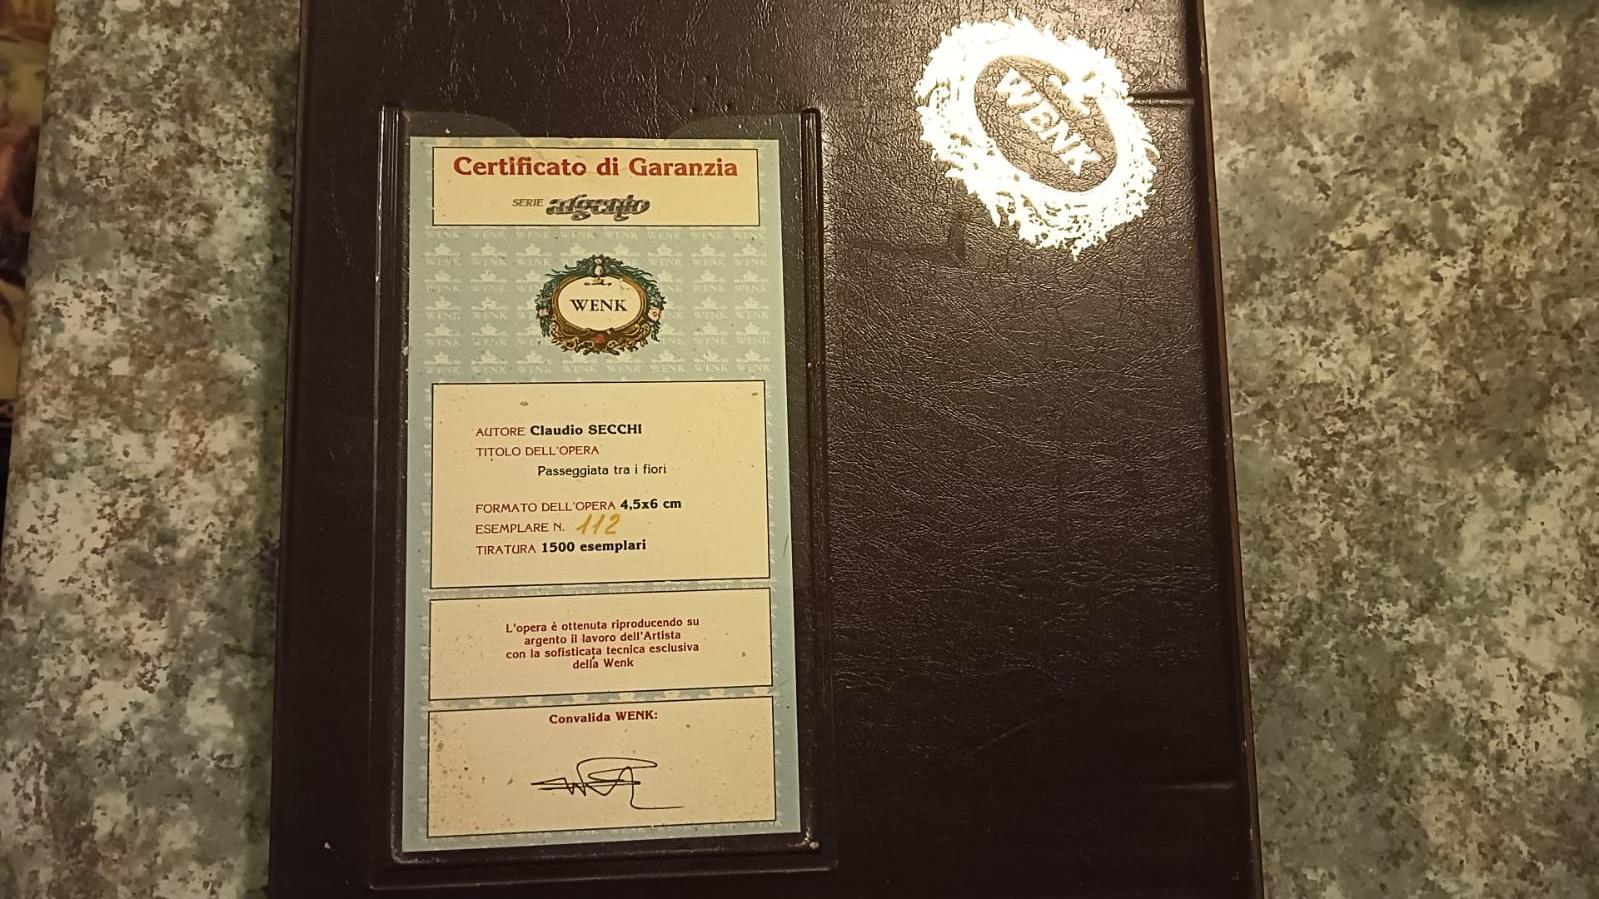 Certificato di Garanzia
SERIE argento
WENK
AUTORE Claudio SECCHI
TITOLO DELL'OPERA
Passeggiata tra i fiori
FORMATO DELL'OPERA 4,5x6 cm
ESEMPLARE N. 112
TIRATURA 1500 esemplari
L'opera è ottenuta riproducendo su
argento il lavoro dell'Artista
con la sofisticata tecnica esclusiva
della Wenk
Convalida WENK:
WENK